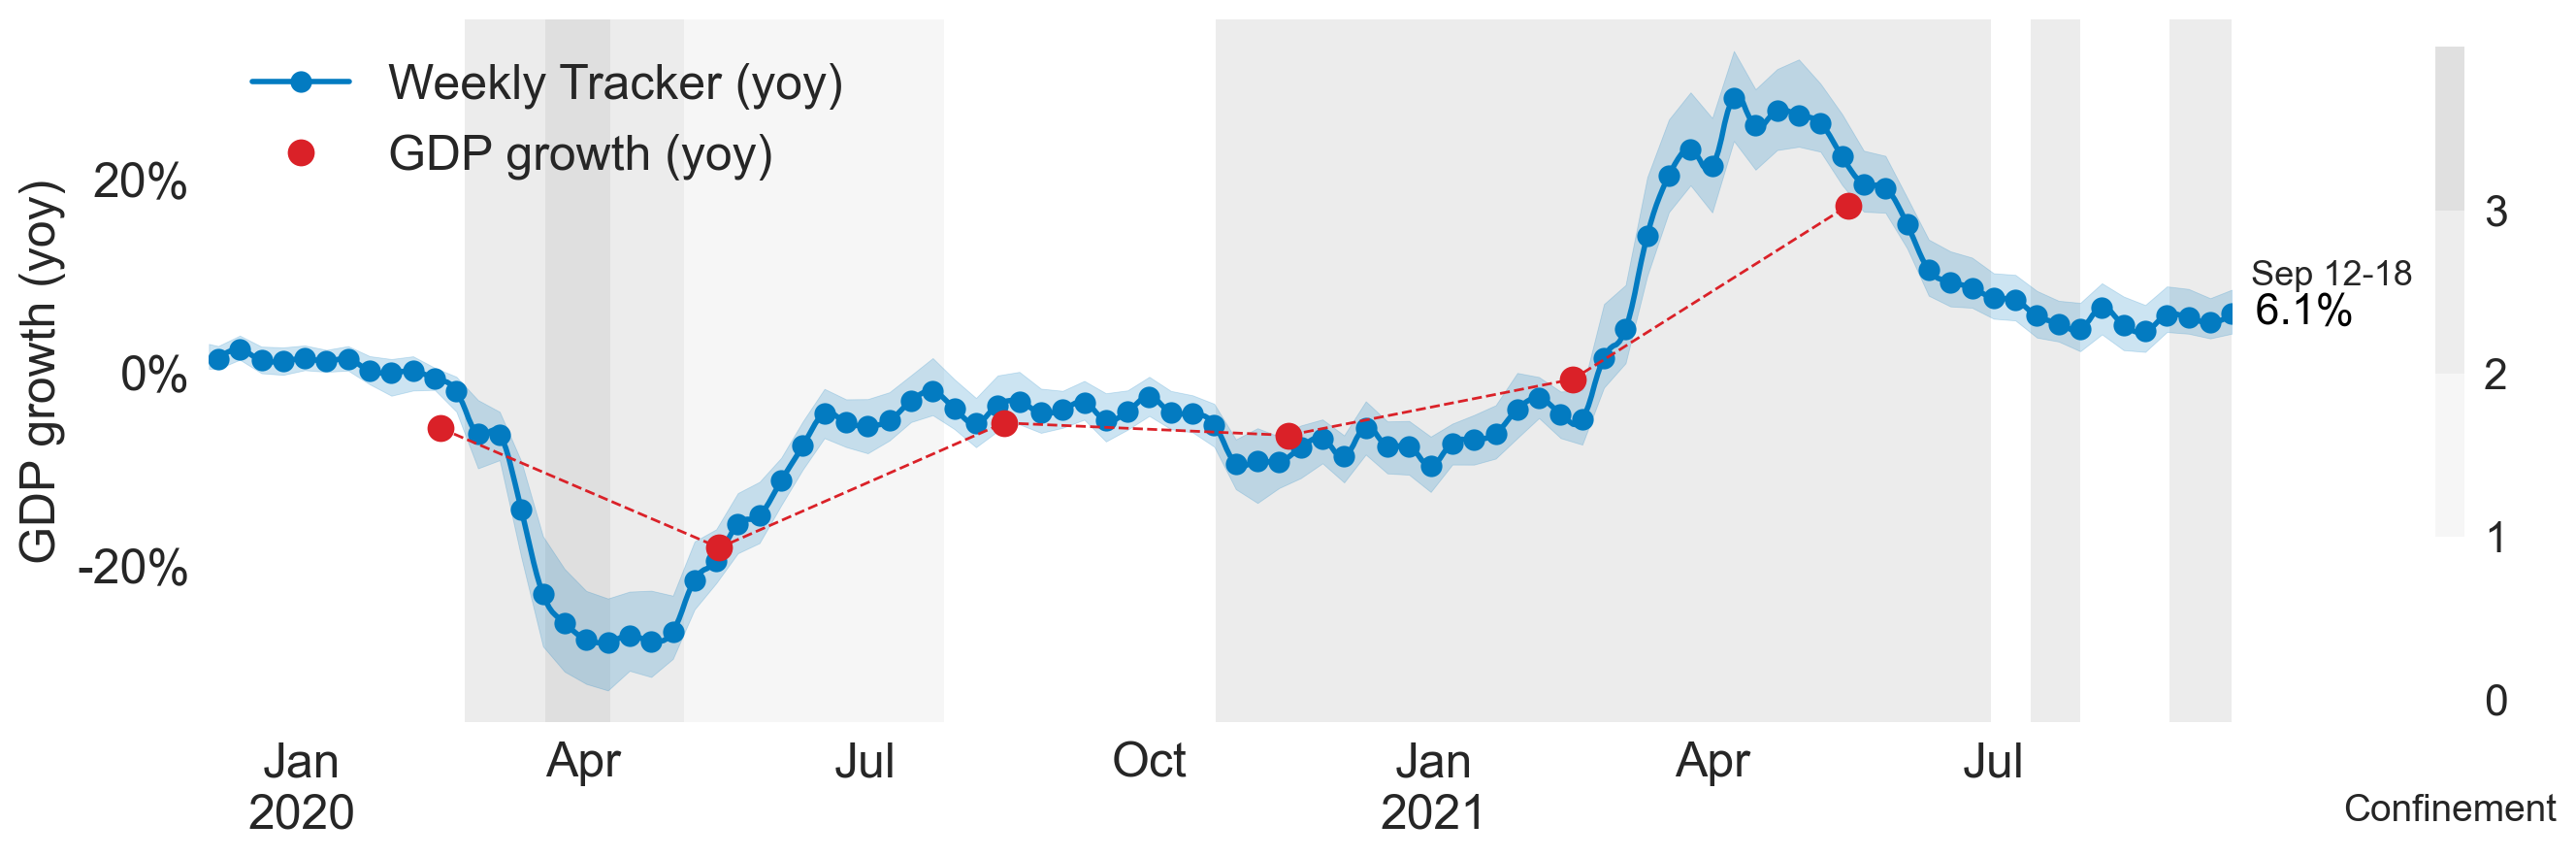 Weekly Tracker (yoy)
GDP growth (yoy)
GDP growth (yoy)
20%
0%
-20%
Jan
2020
Apr
Jul
Oct
Jan
2021
Apr
Jul
Sep 12-18
6.1%
3
2
1
0
Confinement